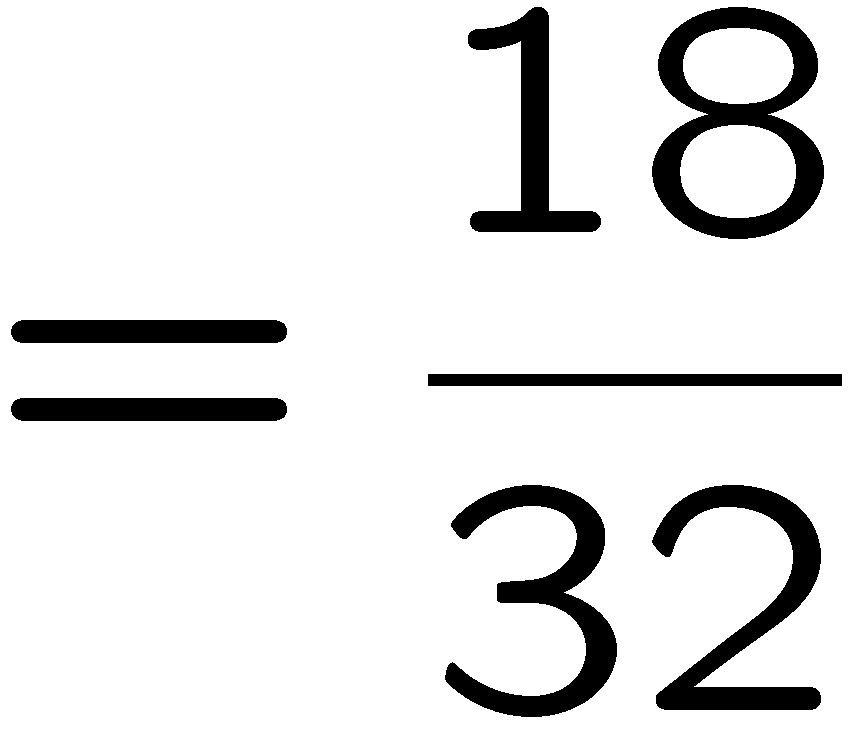 = 18/32